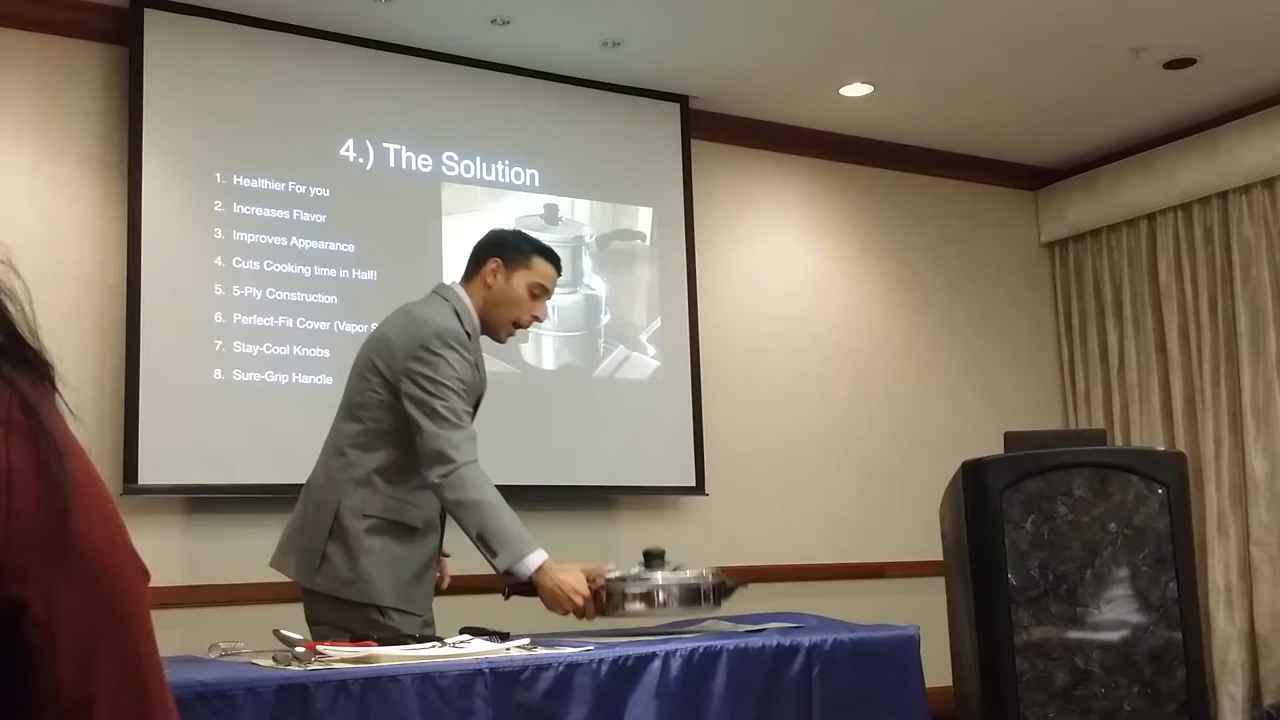 4.) The Solution
1. Healthier For you
2. Increases Flavor
3. Improves Appearance
4. Cuts Cooking time in Half!
5. 5-Ply Construction
6. Perfect-Fit Cover (Vapor
7. Stay-Cool Knobs
8. Sure-Grip Handle